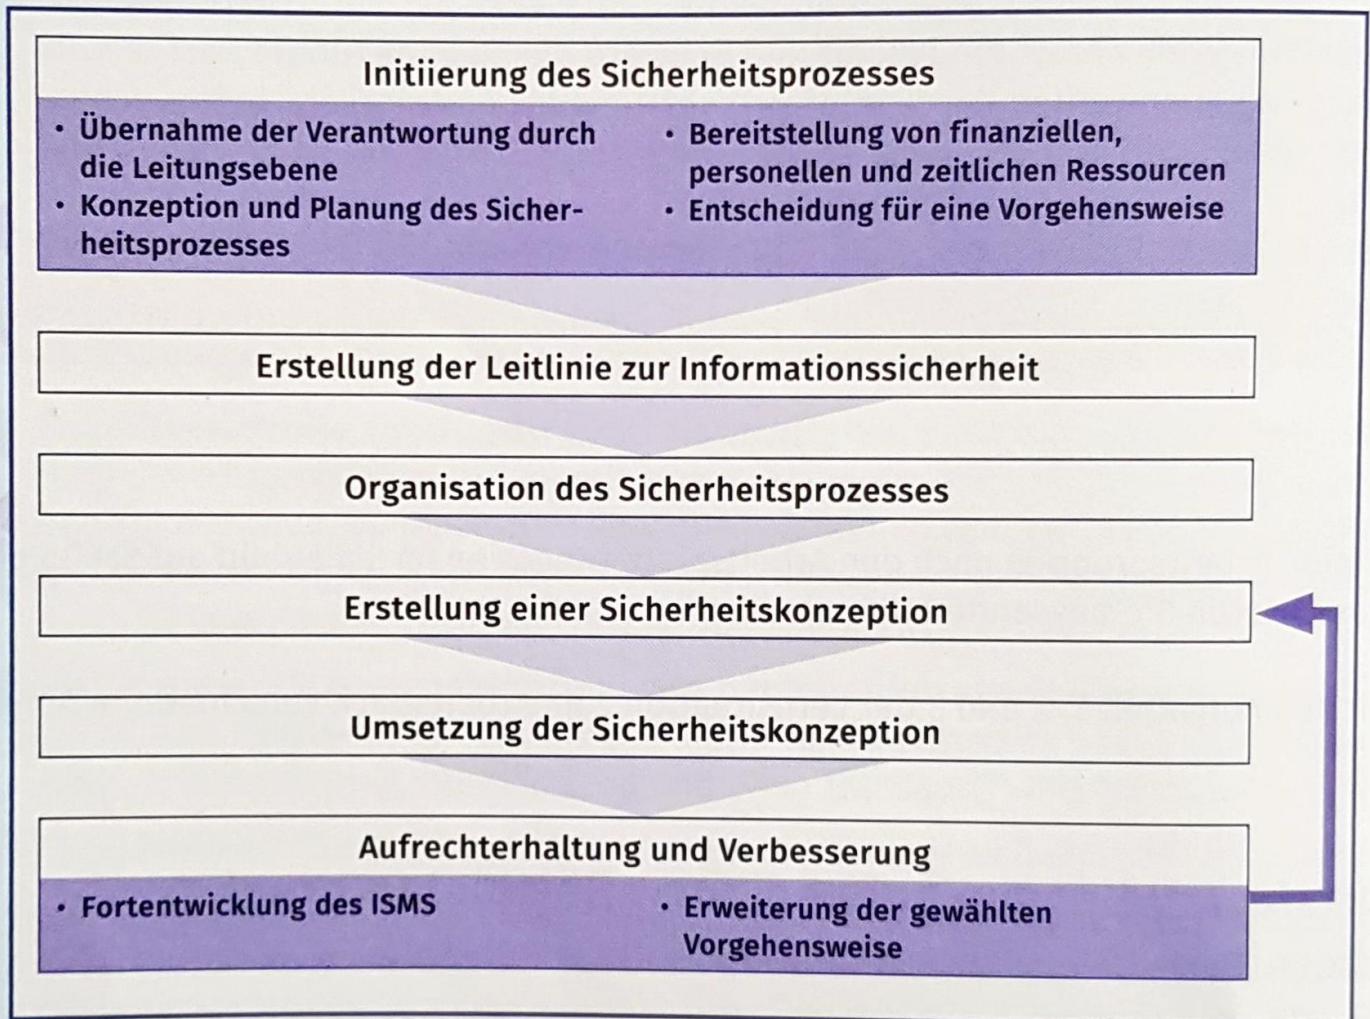 Initiierung des Sicherheitsprozesses
• Übernahme der Verantwortung durch
die Leitungsebene
• Konzeption und Planung des Sicher-
heitsprozesses
• Bereitstellung von finanziellen,
personellen und zeitlichen Ressourcen
• Entscheidung für eine Vorgehensweise
Erstellung der Leitlinie zur Informationssicherheit
Organisation des Sicherheitsprozesses
Erstellung einer Sicherheitskonzeption
Umsetzung der Sicherheitskonzeption
Aufrechterhaltung und Verbesserung
• Fortentwicklung des ISMS
• Erweiterung der gewählten
Vorgehensweise